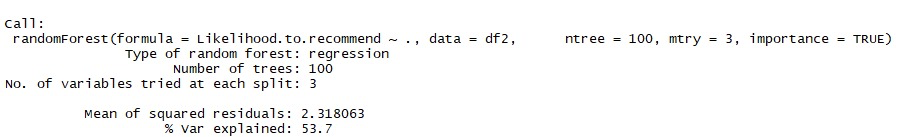 Call:
 randomForest(formula = Likelihood.to.recommend ~ ., data = df2,      ntree = 100, mtry = 3, importance = TRUE)
               Type of random forest: regression
                     Number of trees: 100
No. of variables tried at each split: 3
          Mean of squared residuals: 2.318063
                    % Var explained: 53.7